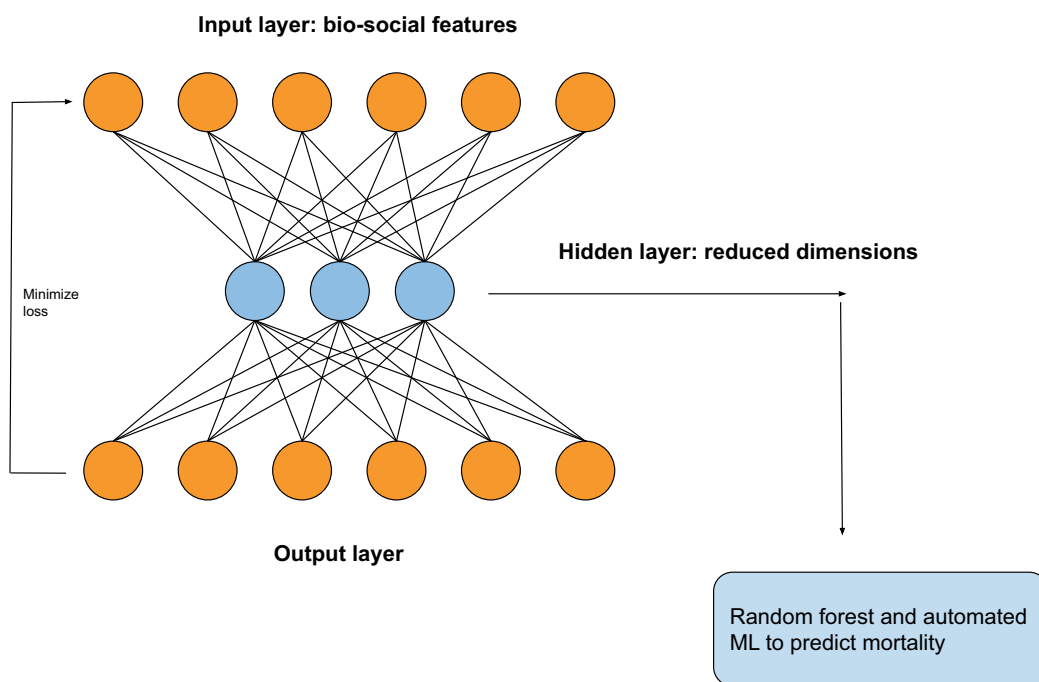 Input layer: bio-social features
Hidden layer: reduced dimensions
Minimize
loss
Output layer
Random forest and automated
ML to predict mortality